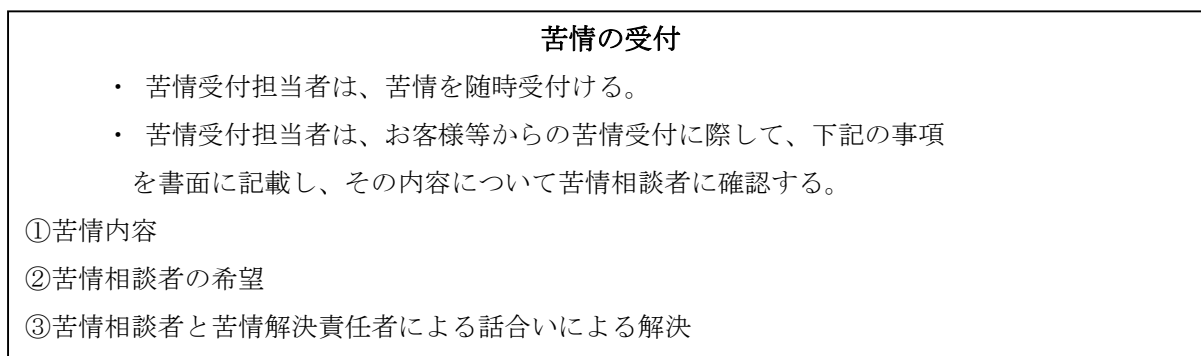 苦情の受付
・ 苦情受付担当者は、苦情を随時受付ける。
・ 苦情受付担当者は、お客様等からの苦情受付に際して、下記の事項
を書面に記載し、その内容について苦情相談者に確認する。
①苦情内容
②苦情相談者の希望
③苦情相談者と苦情解決責任者による話合いによる解決